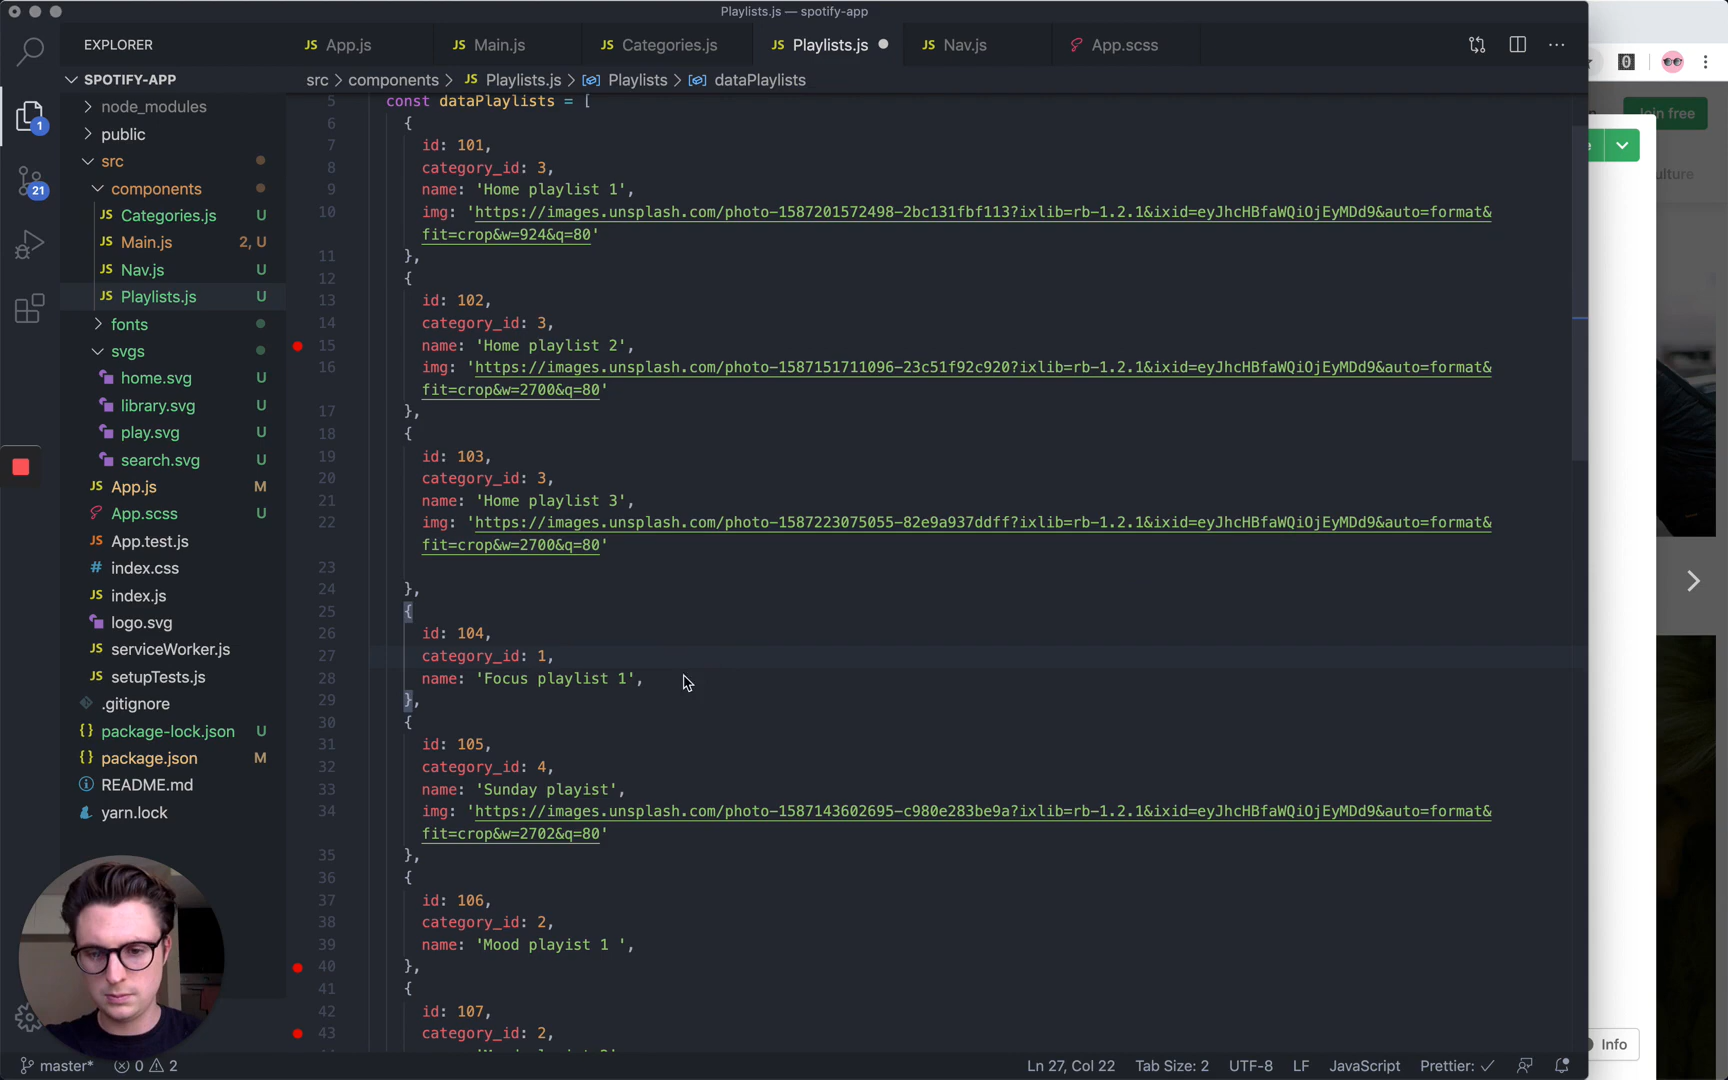 Playlists.js — spotify-app
EXPLORER
JS App.js
JS Main.js
JS Categories.js
JS Playlists.js
JS Nav.js
App.scss
SPOTIFY-APP
src > components > JS Playlists.js > Playlists > dataPlaylists
node_modules
public
src
components
JS Categories.js U
JS Main.js 2, U
JS Nav.js U
JS Playlists.js U
fonts
svgs
home.svg U
library.svg U
play.svg U
search.svg U
JS App.js M
App.scss U
JS App.test.js
# index.css
JS index.js
logo.svg
JS serviceWorker.js
JS setupTests.js
.gitignore
{} package-lock.json U
{} package.json M
README.md
yarn.lock
1
21
5 const dataPlaylists = [
6 {
7 id: 101,
8 category_id: 3,
9 name: 'Home playlist 1',
10 img: 'https://images.unsplash.com/photo-1587201572498-2bc131fbf113?ixlib=rb-1.2.1&ixid=eyJhcHBfaWQiOjEyMDd9&auto=format&
fit=crop&w=924&q=80'
11 },
12 {
13 id: 102,
14 category_id: 3,
15 name: 'Home playlist 2',
16 img: 'https://images.unsplash.com/photo-1587151711096-23c51f92c920?ixlib=rb-1.2.1&ixid=eyJhcHBfaWQiOjEyMDd9&auto=format&
fit=crop&w=2700&q=80'
17 },
18 {
19 id: 103,
20 category_id: 3,
21 name: 'Home playlist 3',
22 img: 'https://images.unsplash.com/photo-1587223075055-82e9a937ddff?ixlib=rb-1.2.1&ixid=eyJhcHBfaWQiOjEyMDd9&auto=format&
fit=crop&w=2700&q=80'
23
24 },
25 {
26 id: 104,
27 category_id: 1,
28 name: 'Focus playlist 1',
29 },
30 {
31 id: 105,
32 category_id: 4,
33 name: 'Sunday playist',
34 img: 'https://images.unsplash.com/photo-1587143602695-c980e283be9a?ixlib=rb-1.2.1&ixid=eyJhcHBfaWQiOjEyMDd9&auto=format&
fit=crop&w=2702&q=80'
35 },
36 {
37 id: 106,
38 category_id: 2,
39 name: 'Mood playist 1 ',
40 },
41 {
42 id: 107,
43 category_id: 2,
Join free
ulture
Info
master* 0 2
Ln 27, Col 22
Tab Size: 2
UTF-8
LF
JavaScript
Prettier: ✓